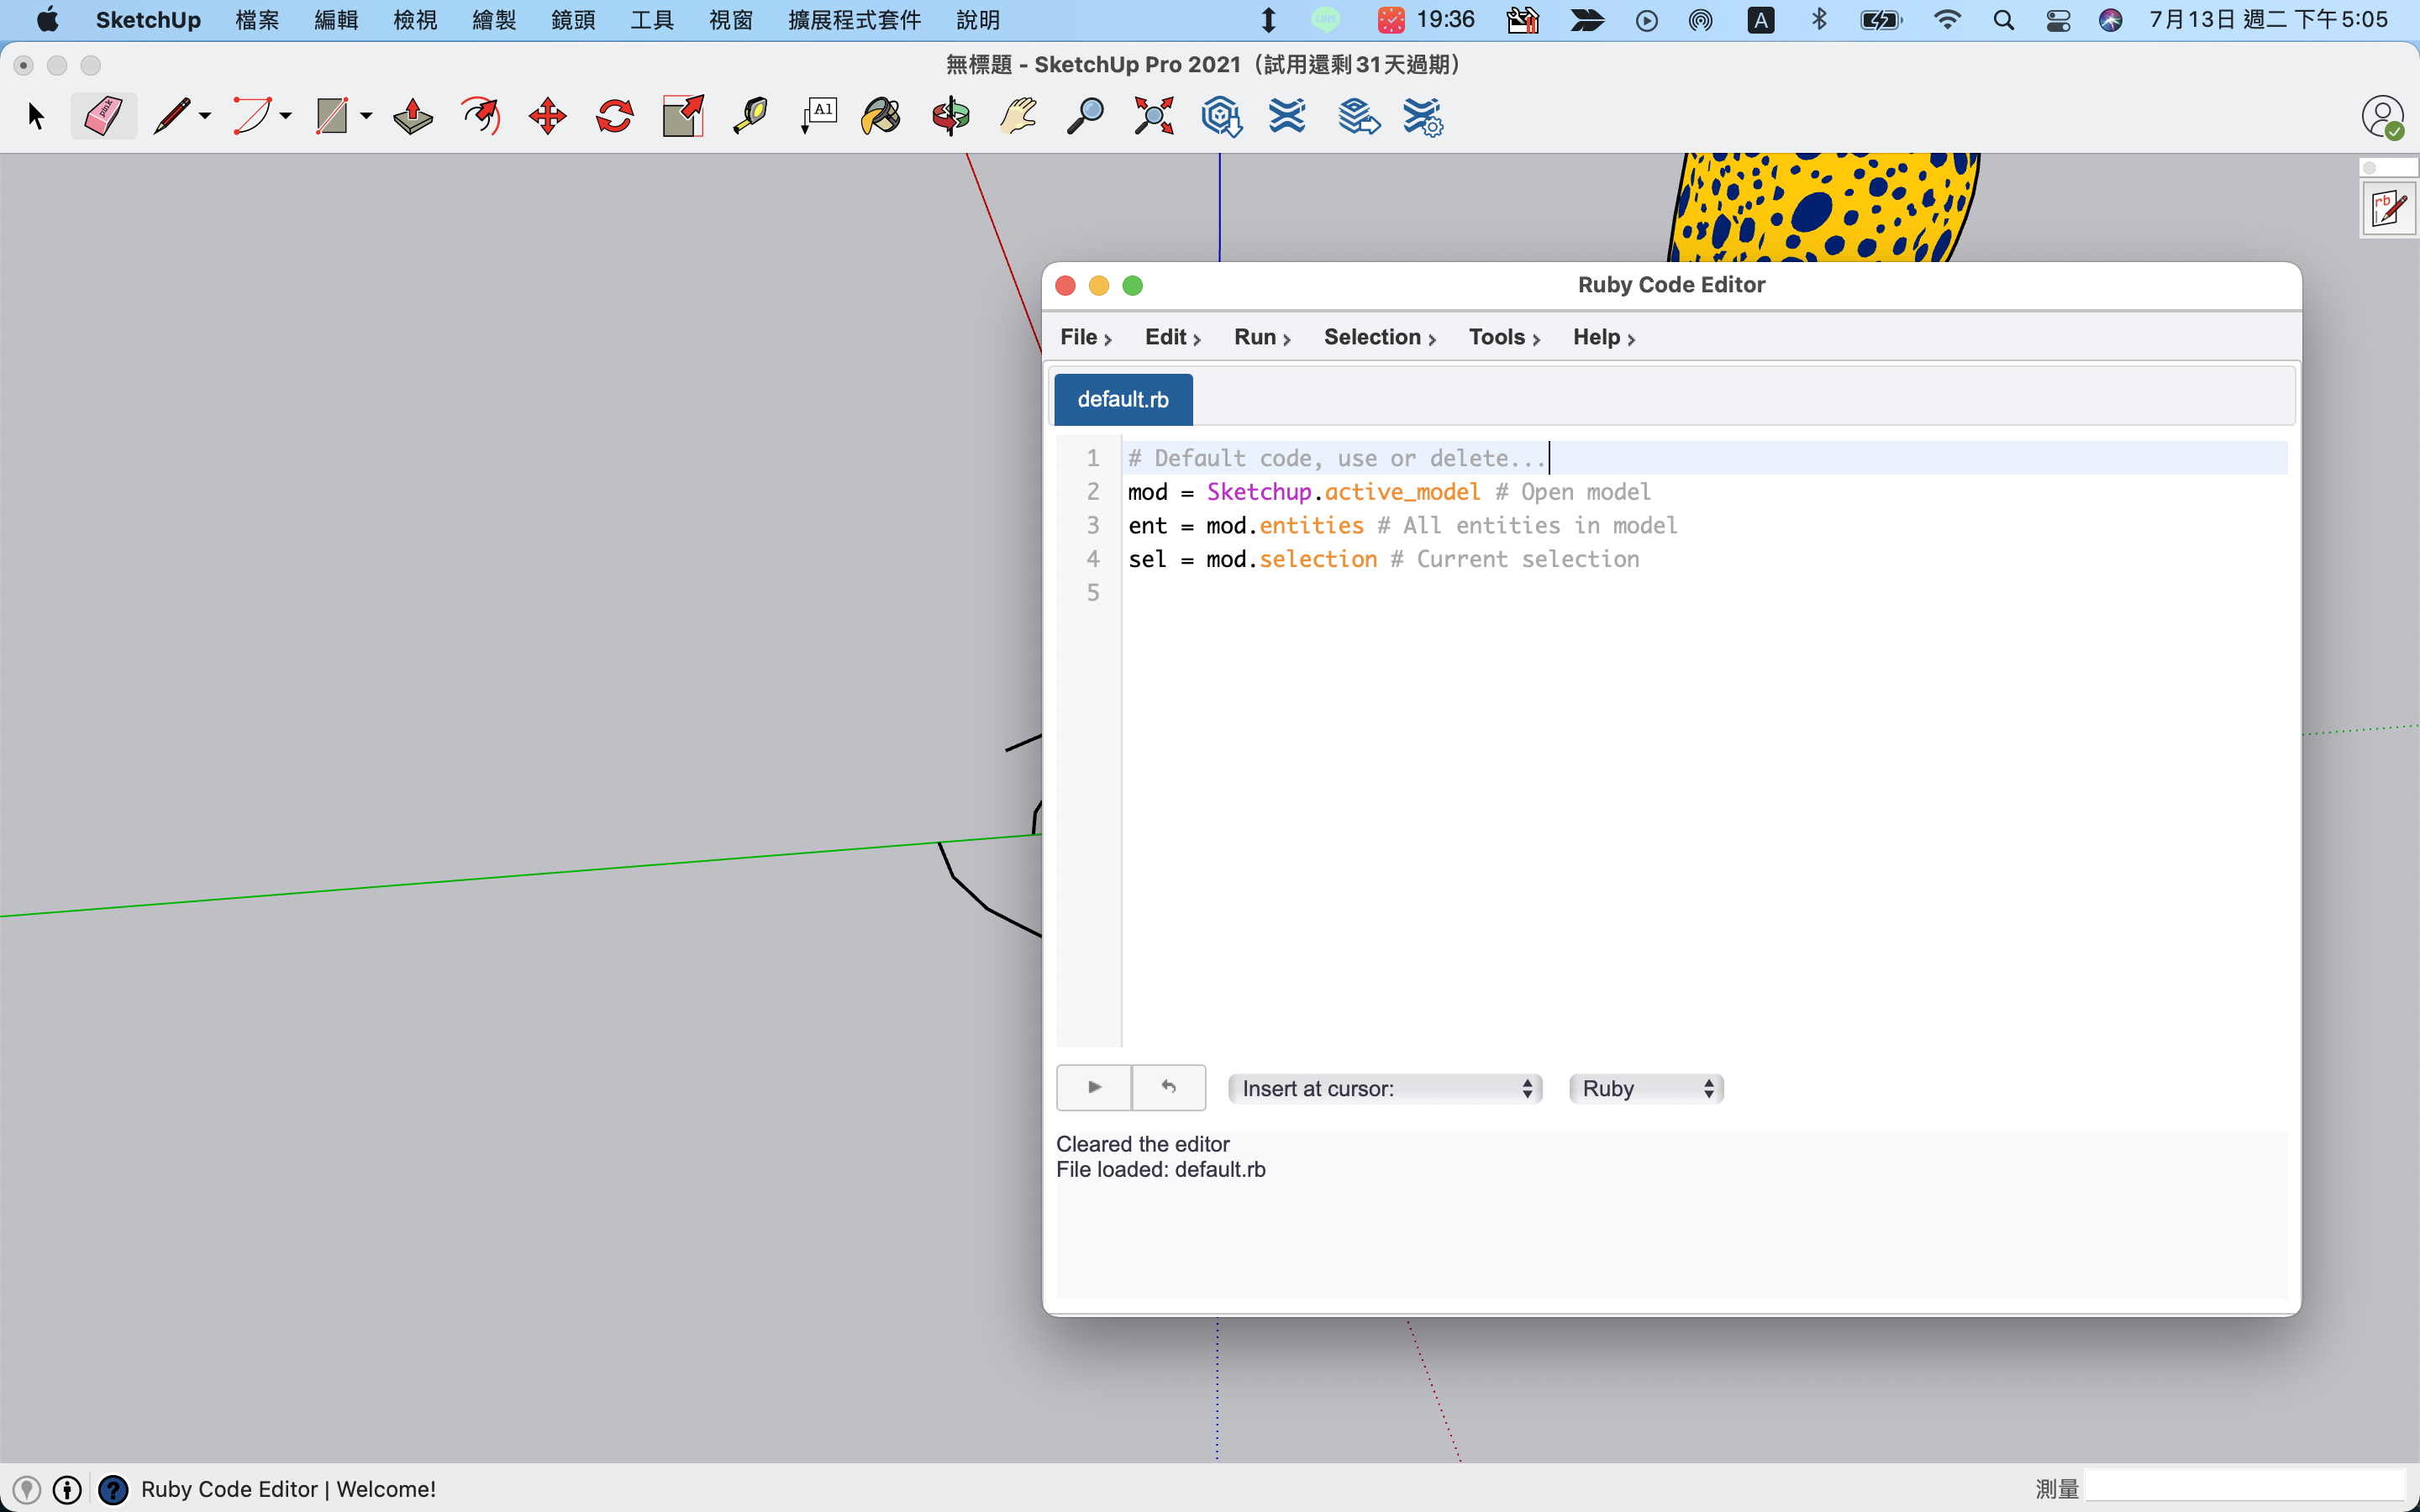 SketchUp 檔案 編輯 檢視 繪製 鏡頭 工具 視窗 擴展程式套件 說明 LINE 19:36 A 7月13日 週二 下午5:05
無標題 - SketchUp Pro 2021（試用還剩31天過期）
pink A1
rb
Ruby Code Editor
File Edit Run Selection Tools Help
default.rb
1 # Default code, use or delete...
2 mod = Sketchup.active_model # Open model
3 ent = mod.entities # All entities in model
4 sel = mod.selection # Current selection
5
Insert at cursor: Ruby
Cleared the editor
File loaded: default.rb
Ruby Code Editor | Welcome! 測量